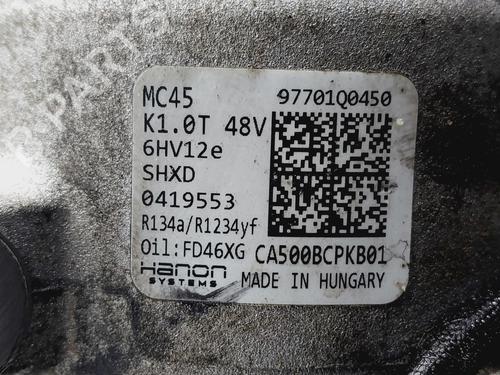 MC45 97701Q0450
K1.0T 48V
6HV12e
SHXD
0419553
R134a/R1234yf
Oil:FD46XG CA500BCPKB01
Hanon SYSTEMS MADE IN HUNGARY